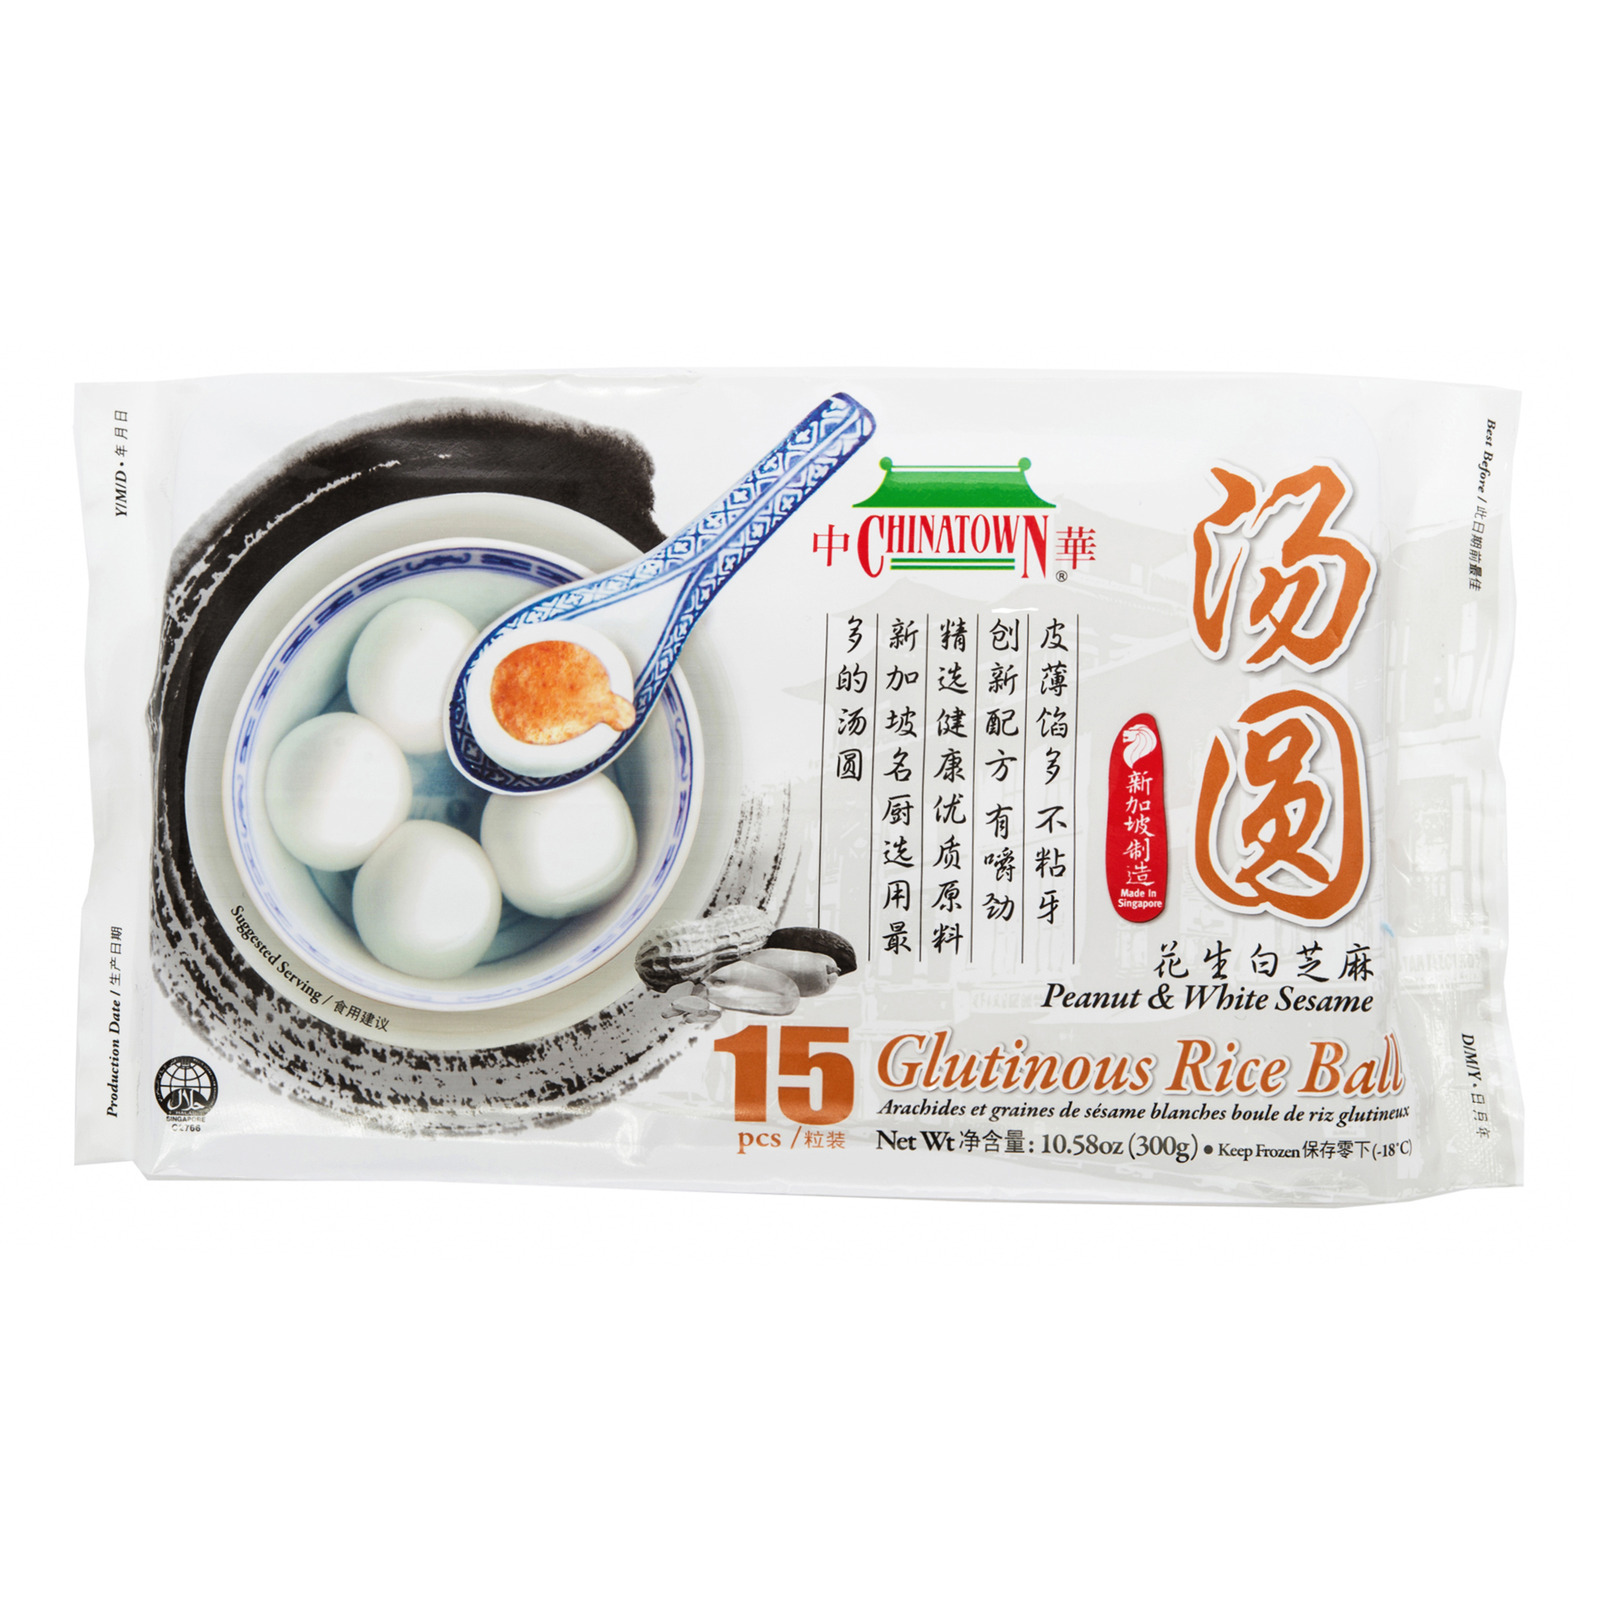 Y/M/D • 年月日
Production Date / 生产日期
Suggested Serving / 食用建议
SINGAPORE
中 CHINATOWN 華
®
皮薄馅多 不粘牙
创新配方 有嚼劲
精选健康优质原料
新加坡名厨选用最
多的汤圆
汤圆
新加坡制造
Made In
Singapore
花生白芝麻
Peanut & White Sesame
15
pcs / 粒装
Glutinous Rice Ball
Arachides et graines de sésame blanches boule de riz glutineux
Net Wt 净含量: 10.58oz (300g) • Keep Frozen 保存零下(-18°C)
Best Before / 此日期前最佳
D/M/Y • 日月年